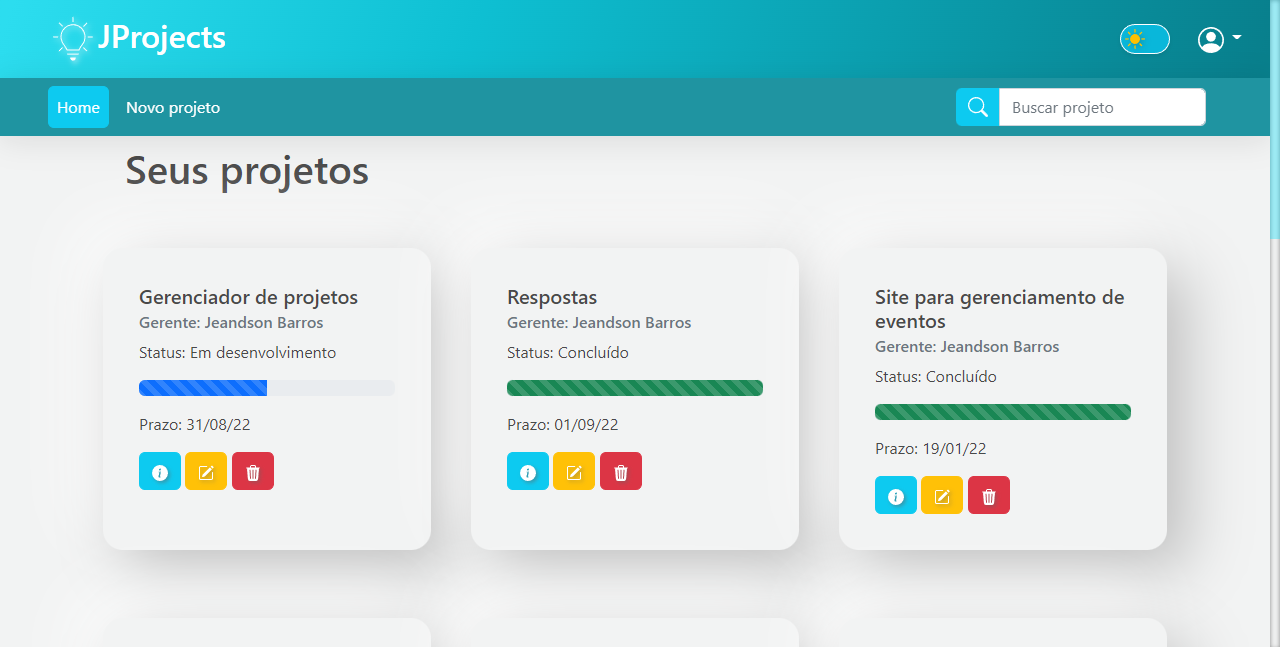 JProjects
Home
Novo projeto
Buscar projeto
Seus projetos
Gerenciador de projetos
Gerente: Jeandson Barros
Status: Em desenvolvimento
Prazo: 31/08/22
Respostas
Gerente: Jeandson Barros
Status: Concluído
Prazo: 01/09/22
Site para gerenciamento de
eventos
Gerente: Jeandson Barros
Status: Concluído
Prazo: 19/01/22